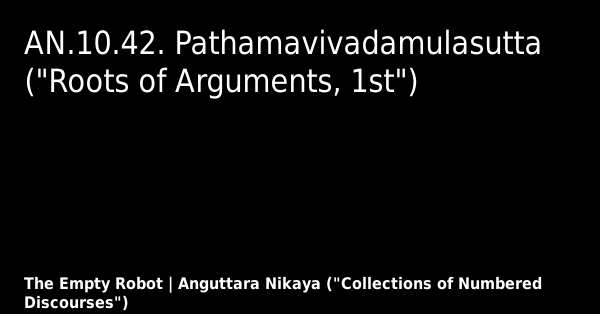 AN.10.42. Pathamavivadamulasutta
("Roots of Arguments, 1st")
The Empty Robot | Anguttara Nikaya ("Collections of Numbered
Discourses")